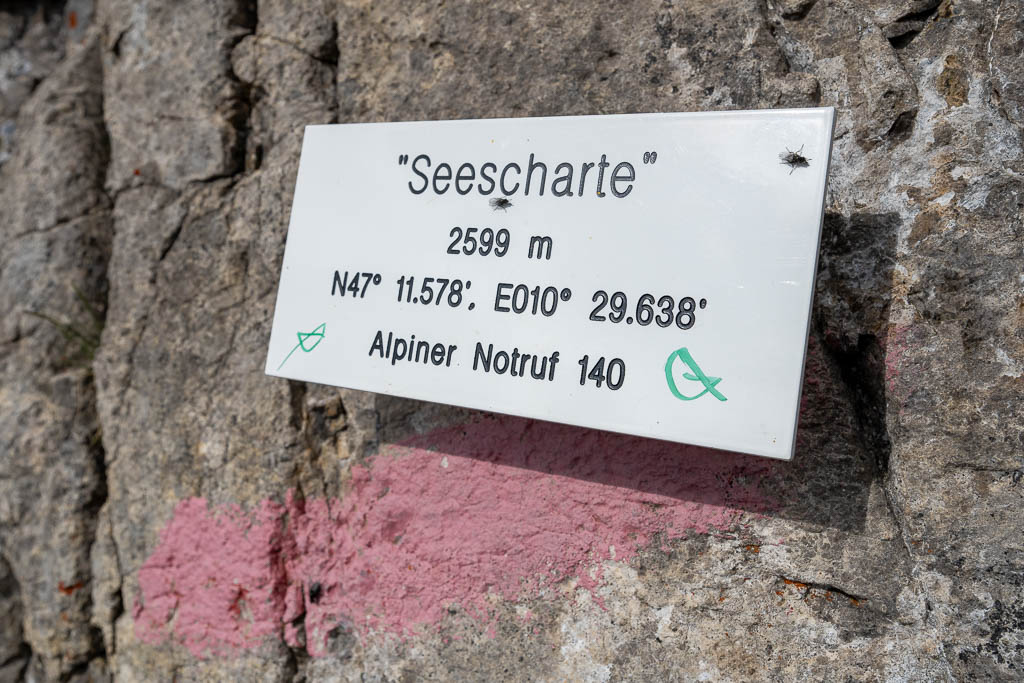 "Seescharte"
2599 m
N47° 11.578', E010° 29.638'
Alpiner Notruf 140